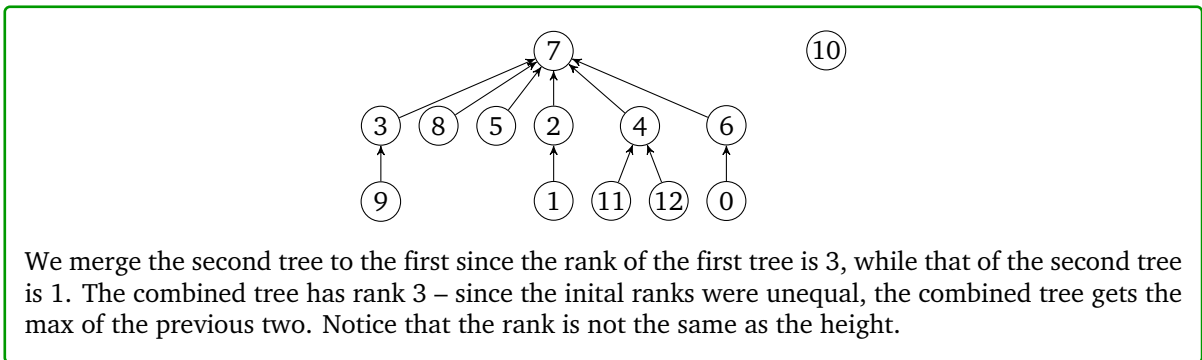 7 10
3 8 5 2 4 6
9 1 11 12 0
We merge the second tree to the first since the rank of the first tree is 3, while that of the second tree
is 1. The combined tree has rank 3 – since the inital ranks were unequal, the combined tree gets the
max of the previous two. Notice that the rank is not the same as the height.